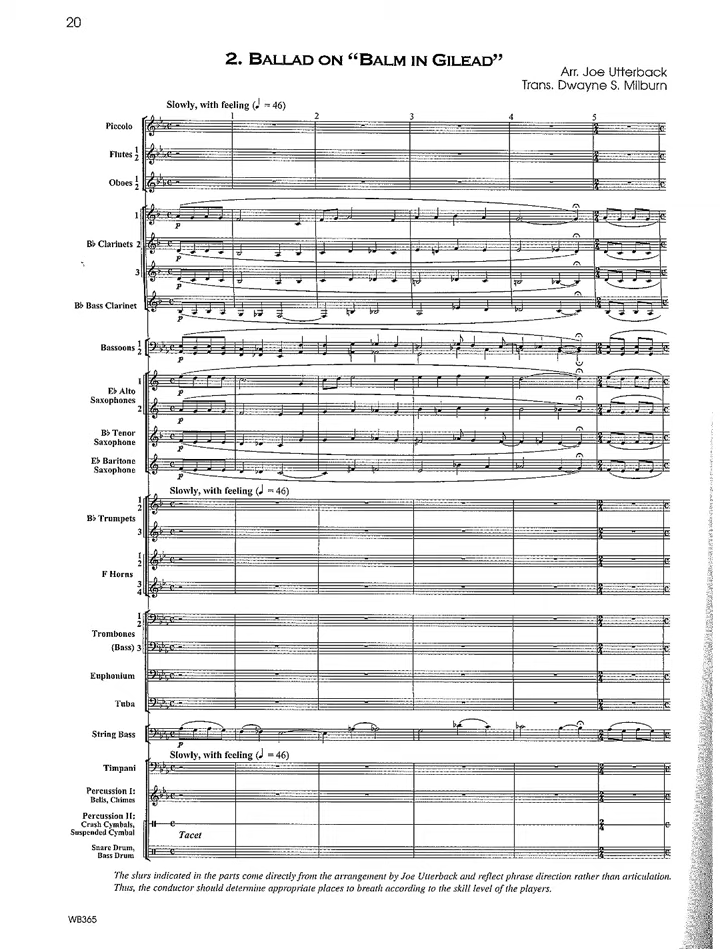 20
2. BALLAD ON “BALM IN GILEAD”
Arr. Joe Utterback
Trans. Dwayne S. Milburn
Slowly, with feeling (♩ = 46)
1 2 3 4 5
Piccolo
Flutes 1 2
Oboes 1 2
1
B♭ Clarinets 2
3
B♭ Bass Clarinet
Bassoons 1 2
E♭ Alto
Saxophones
1
2
B♭ Tenor
Saxophone
E♭ Baritone
Saxophone
p
p
p
p
p
p
p
p
p
Slowly, with feeling (♩ = 46)
B♭ Trumpets
1
2
3
F Horns
1
2
3
4
Trombones
1
2
(Bass) 3
Euphonium
Tuba
String Bass
p
Slowly, with feeling (♩ = 46)
Timpani
Percussion I:
Bells, Chimes
Percussion II:
Crash Cymbals,
Suspended Cymbal
Tacet
Snare Drum,
Bass Drum
The slurs indicated in the parts come directly from the arrangement by Joe Utterback and reflect phrase direction rather than articulation.
Thus, the conductor should determine appropriate places to breath according to the skill level of the players.
WB365